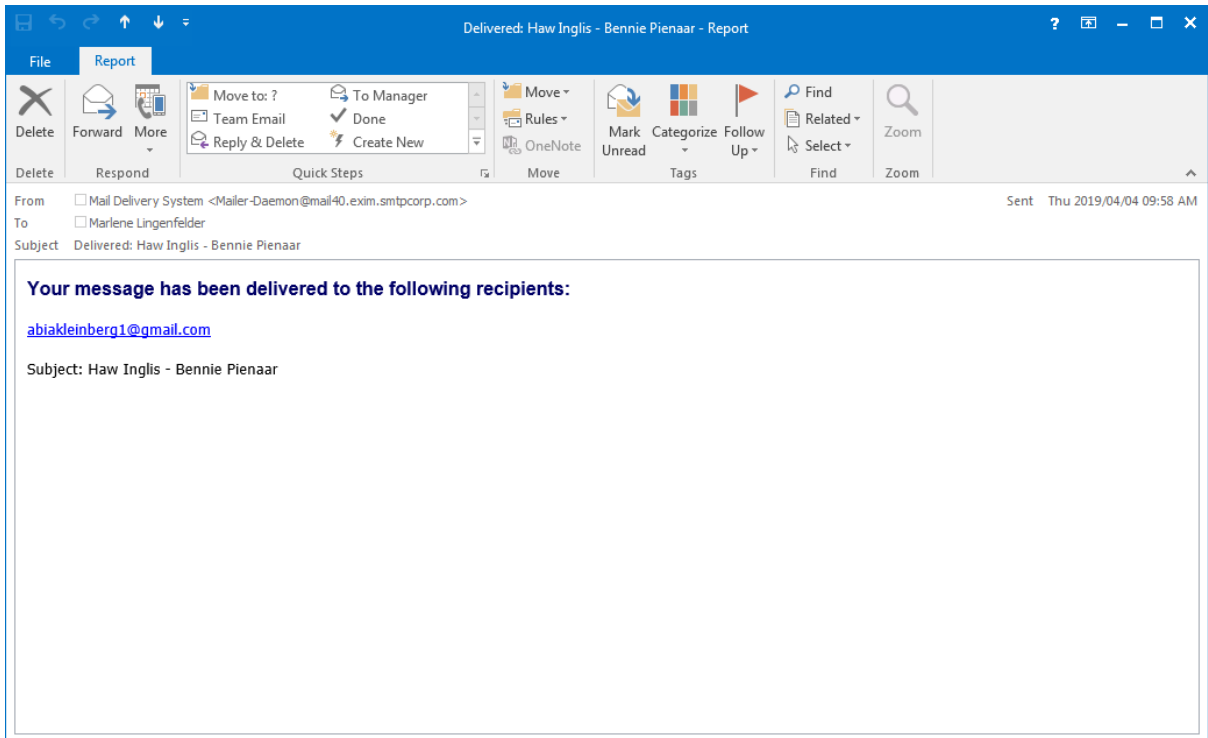 Delivered: Haw Inglis - Bennie Pienaar - Report
File Report
Delete Forward More
Move to: ? To Manager
Team Email Done
Reply & Delete Create New
Move
Rules
OneNote
Mark Unread Categorize Follow Up
Find
Related
Select
Zoom
Delete Respond Quick Steps Move Tags Find Zoom
From Mail Delivery System <Mailer-Daemon@mail40.exim.smtpcorp.com> Sent Thu 2019/04/04 09:58 AM
To Marlene Lingenfelder
Subject Delivered: Haw Inglis - Bennie Pienaar
Your message has been delivered to the following recipients:
abiakleinberg1@gmail.com
Subject: Haw Inglis - Bennie Pienaar